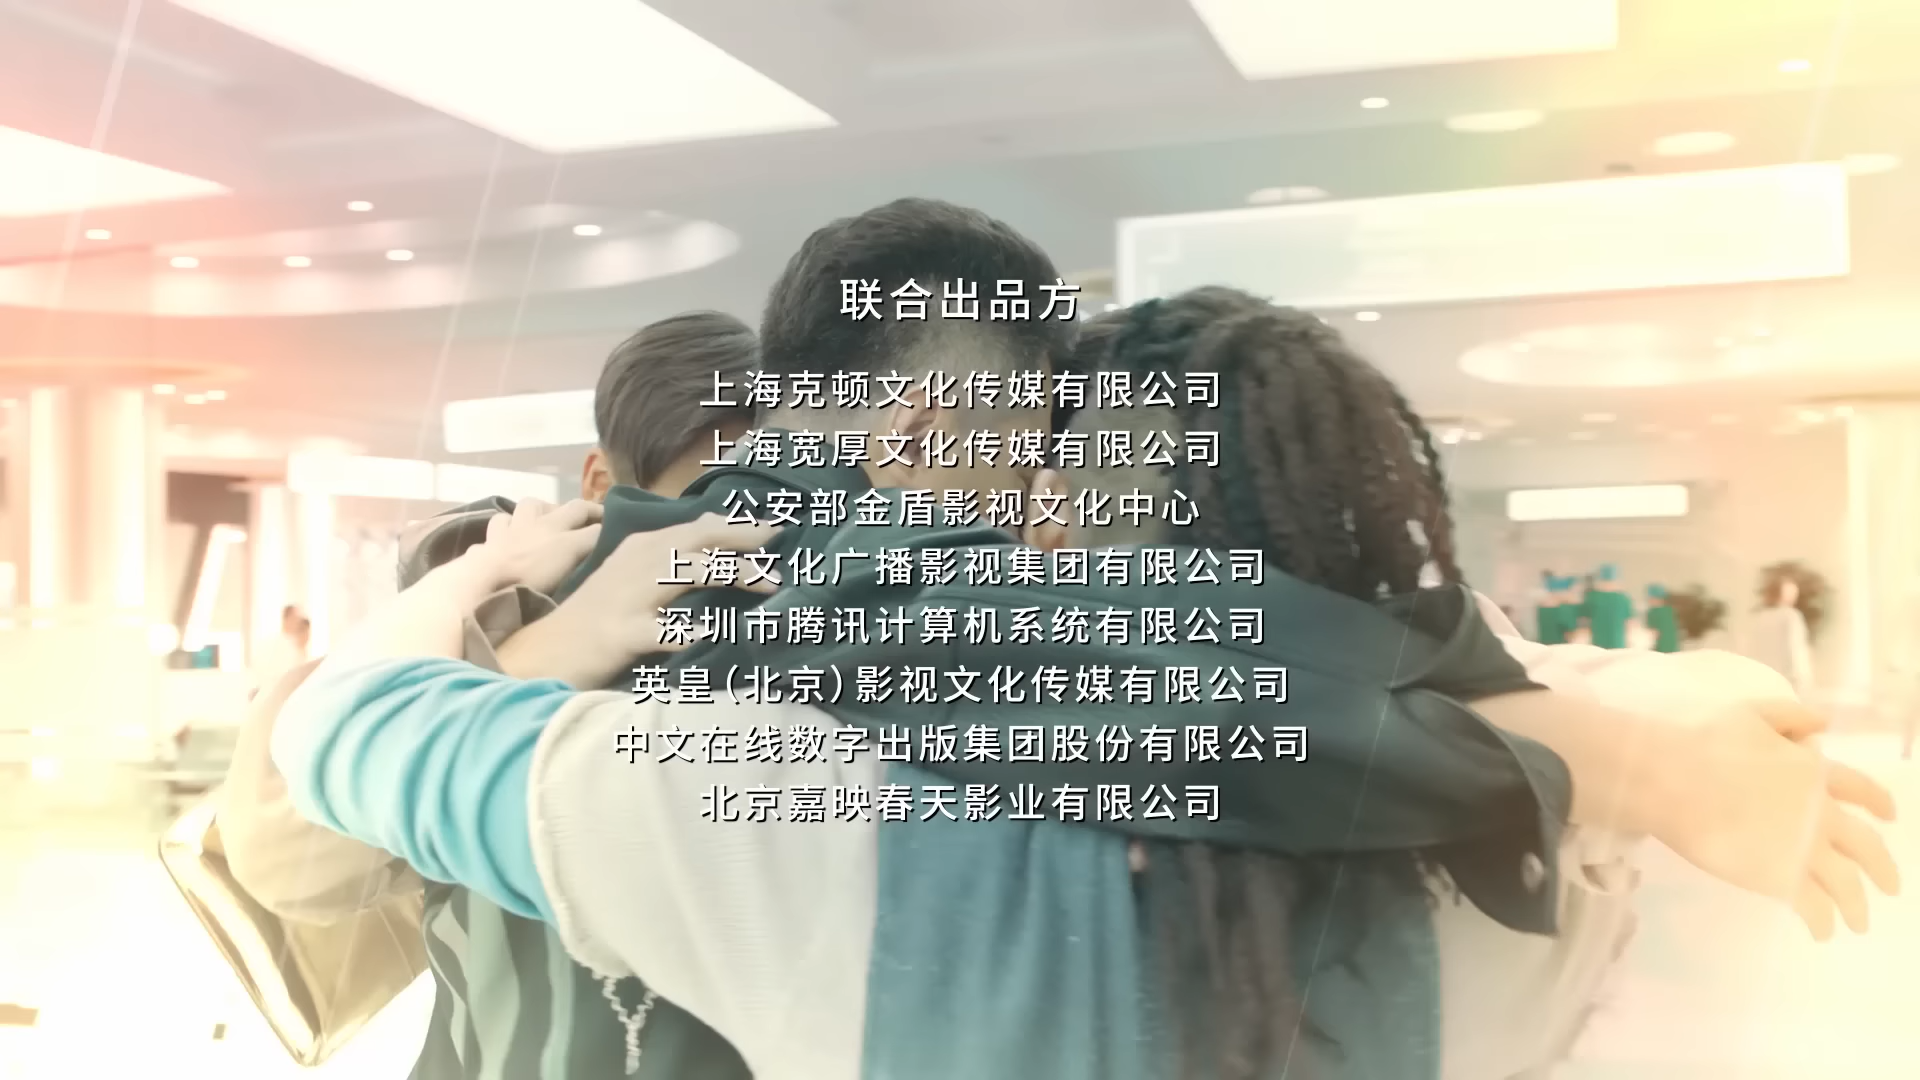 联合出品方
上海克顿文化传媒有限公司
上海宽厚文化传媒有限公司
公安部金盾影视文化中心
上海文化广播影视集团有限公司
深圳市腾讯计算机系统有限公司
英皇(北京)影视文化传媒有限公司
中文在线数字出版集团股份有限公司
北京嘉映春天影业有限公司